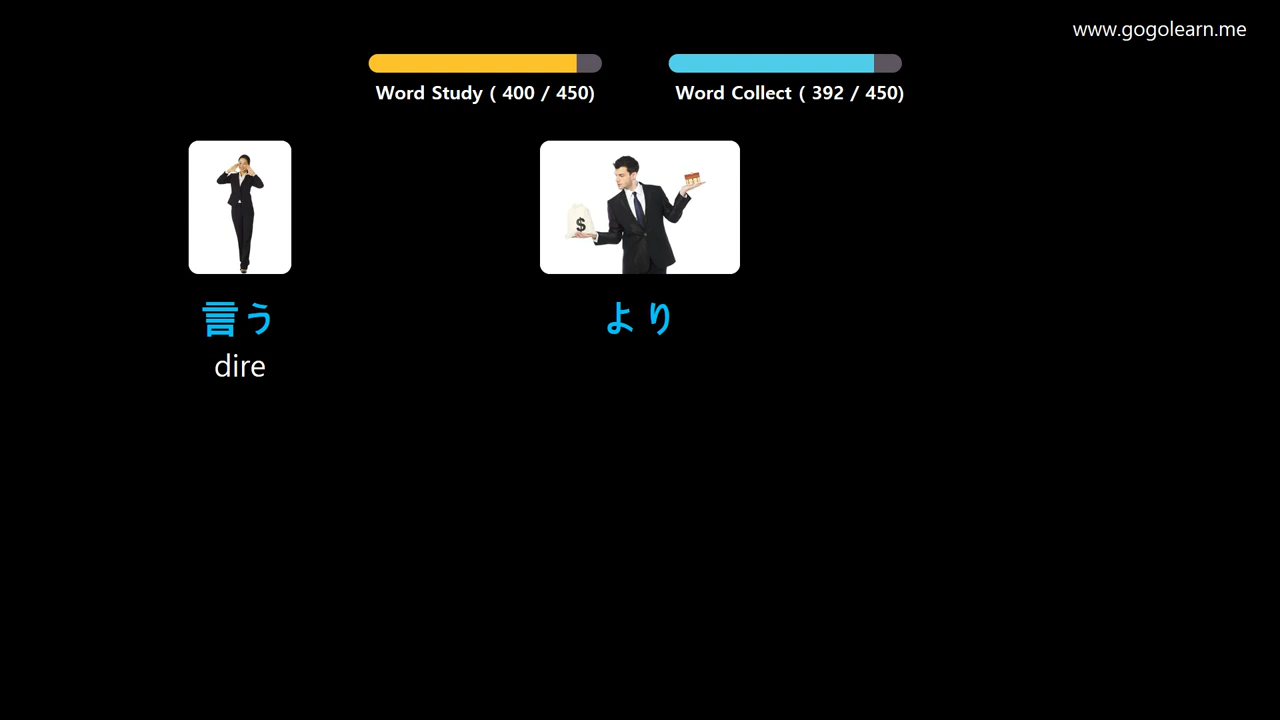 www.gogolearn.me
Word Study ( 400 / 450)
Word Collect ( 392 / 450)
$
言う
より
dire